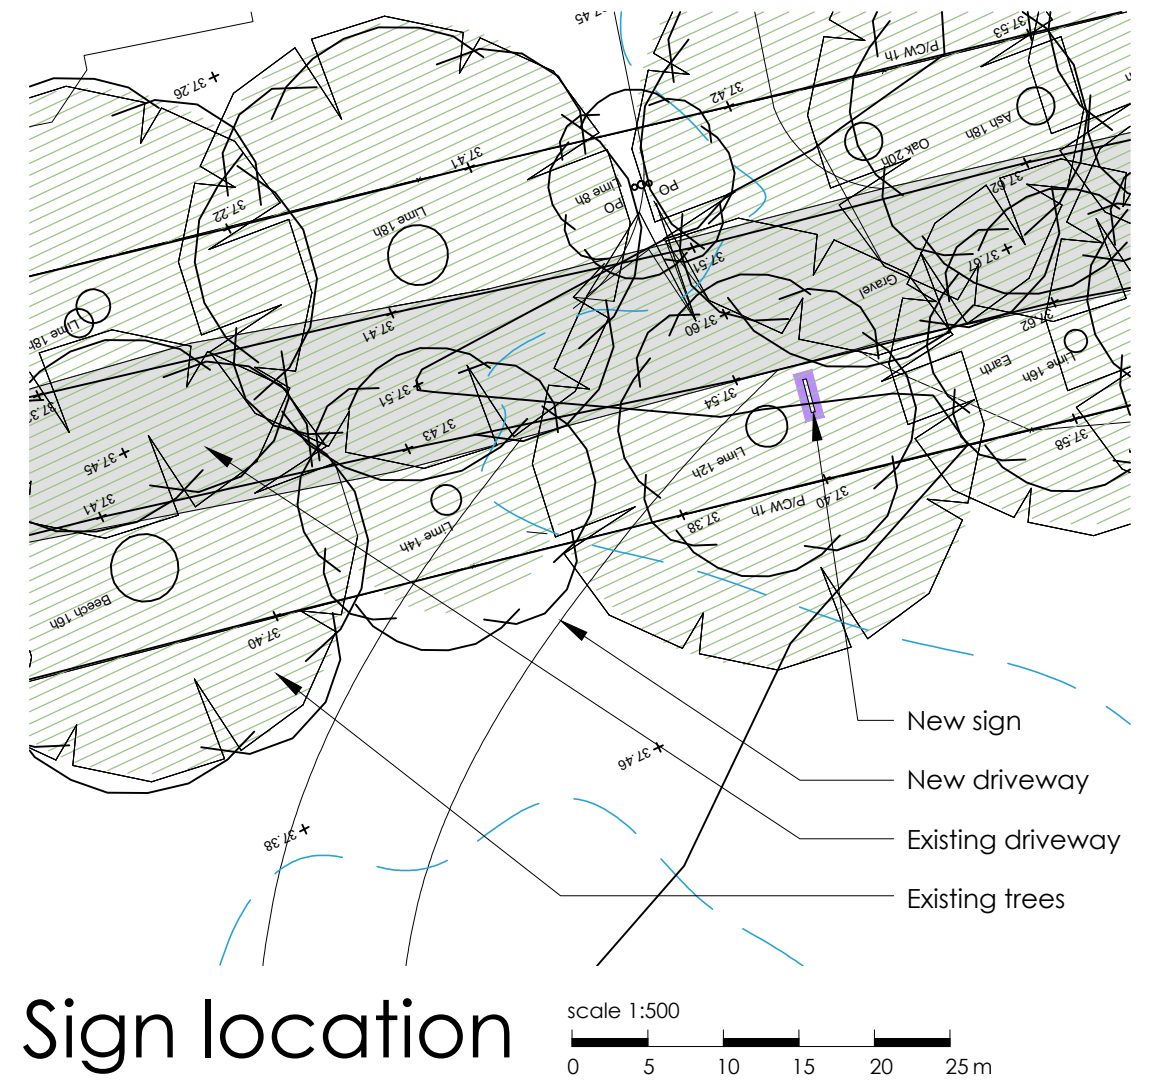 37.45
37.53
P/CW 1h
37.26
37.42
Ash 18h
Oak 20h
37.41
PO
Lime 8h
PO
37.62
37.22
Lime 18h
37.51
37.67
Gravel
Lime 18h
37.41
37.60
37.62
Earth
Lime 16h
37.51
37.54
37.43
37.58
37.45
Lime 12h
37.41
P/CW 1h
37.40
37.38
Lime 14h
Beech 16h
37.40
New sign
37.46
New driveway
37.38
Existing driveway
Existing trees
Sign location
scale 1:500
0 5 10 15 20 25 m